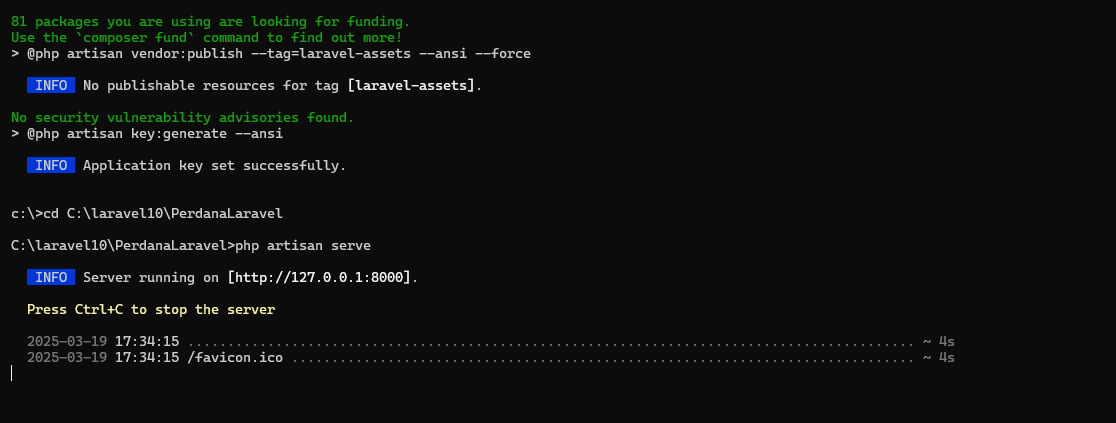 81 packages you are using are looking for funding.
Use the `composer fund` command to find out more!
> @php artisan vendor:publish --tag=laravel-assets --ansi --force
INFO No publishable resources for tag [laravel-assets].
No security vulnerability advisories found.
> @php artisan key:generate --ansi
INFO Application key set successfully.
c:\>cd C:\laravel10\PerdanaLaravel
C:\laravel10\PerdanaLaravel>php artisan serve
INFO Server running on [http://127.0.0.1:8000].
Press Ctrl+C to stop the server
2025-03-19 17:34:15 ........................................................................................... ~ 4s
2025-03-19 17:34:15 /favicon.ico .............................................................................. ~ 4s